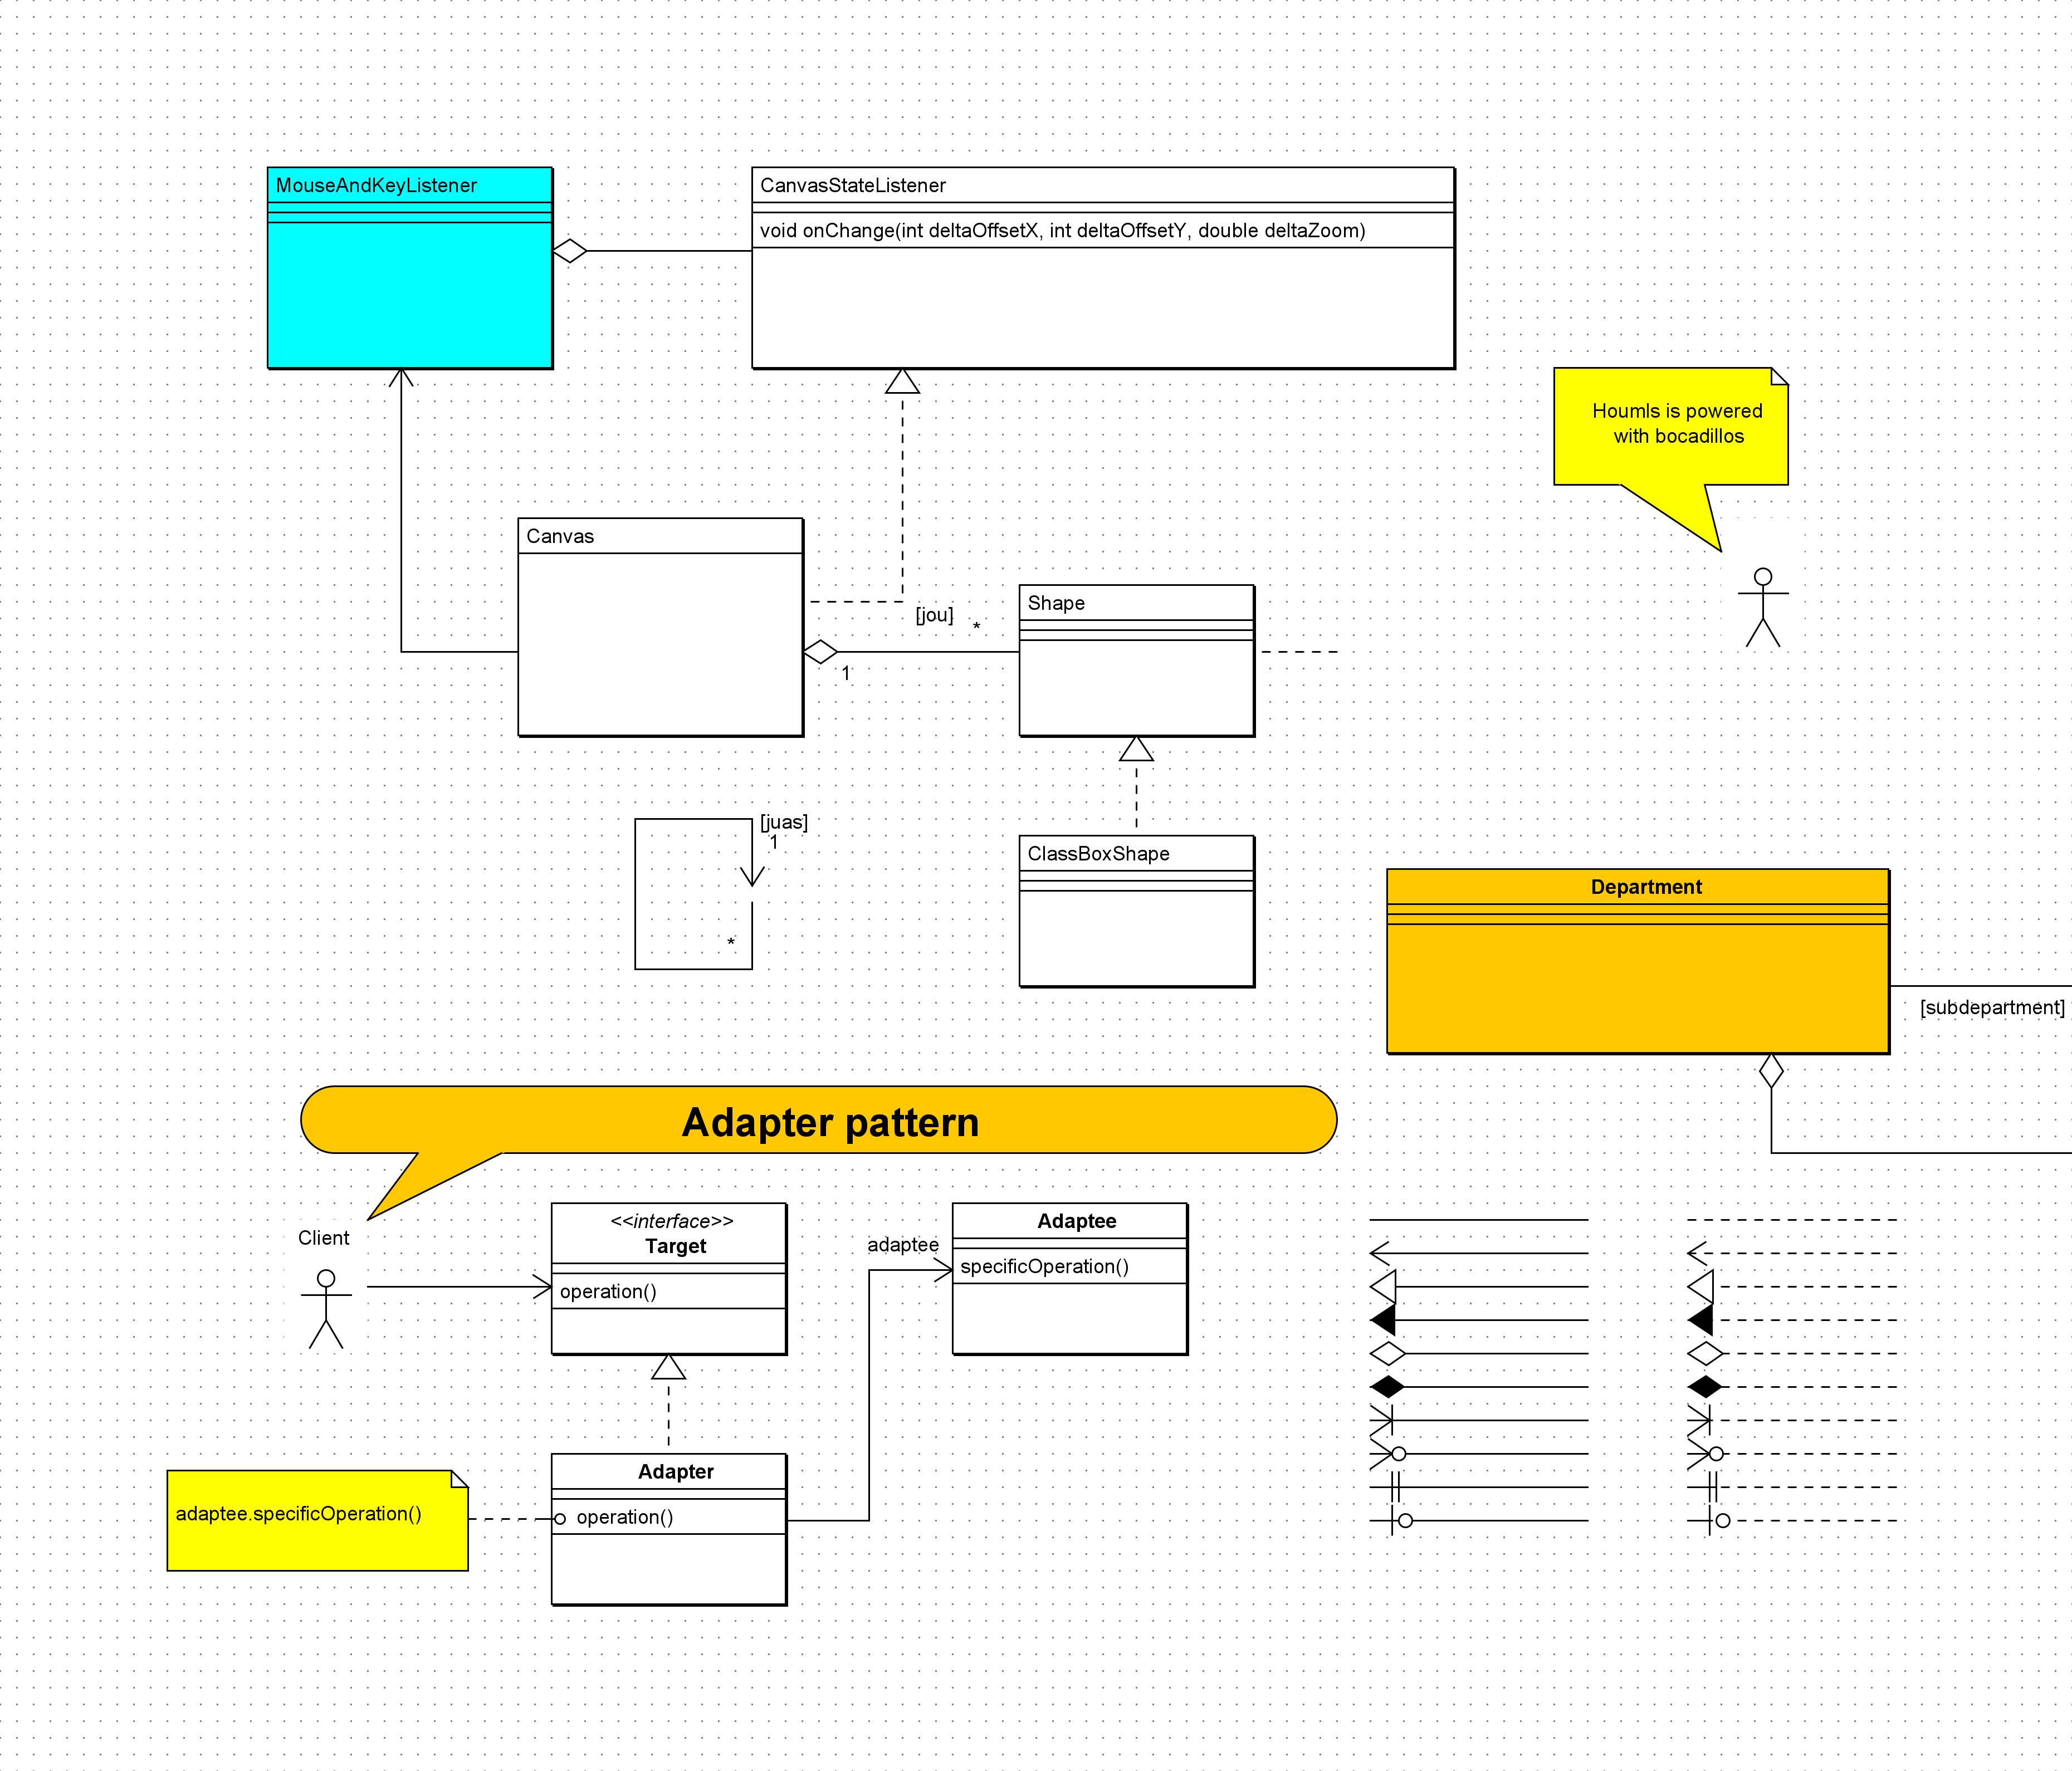 MouseAndKeyListener
CanvasStateListener
void onChange(int deltaOffsetX, int deltaOffsetY, double deltaZoom)
Houmls is powered
with bocadillos
Canvas
Shape
[jou]
*
1
[juas]
1
*
ClassBoxShape
Department
[subdepartment]
Adapter pattern
Client
<<interface>>
Target
operation()
adaptee
Adaptee
specificOperation()
Adapter
operation()
adaptee.specificOperation()